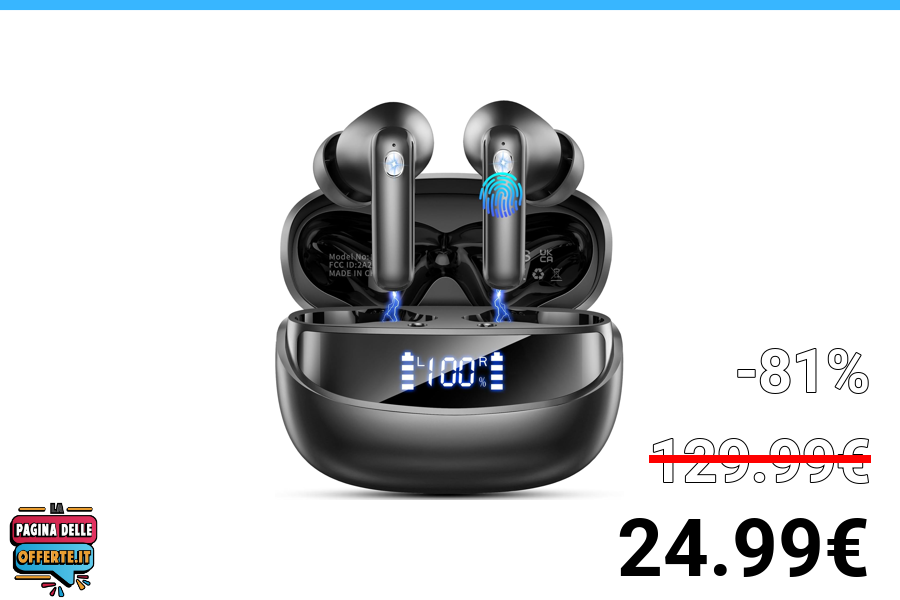 Model No:
FCC ID:2A2
MADE IN C
UK
CA
L 100 % R
-81%
129.99€
24.99€
LA
PAGINA DELLE
OFFERTE.IT